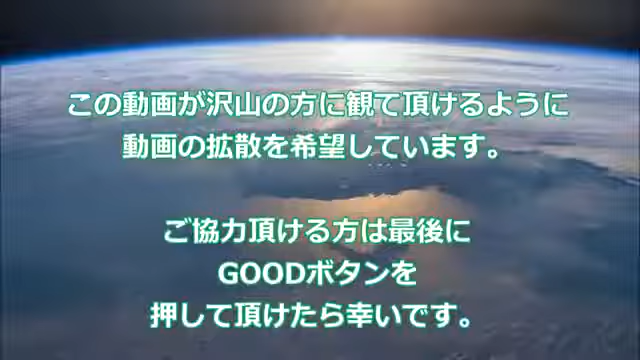 この動画が沢山の方に観て頂けるように
動画の拡散を希望しています。
ご協力頂ける方は最後に
GOODボタンを
押して頂けたら幸いです。